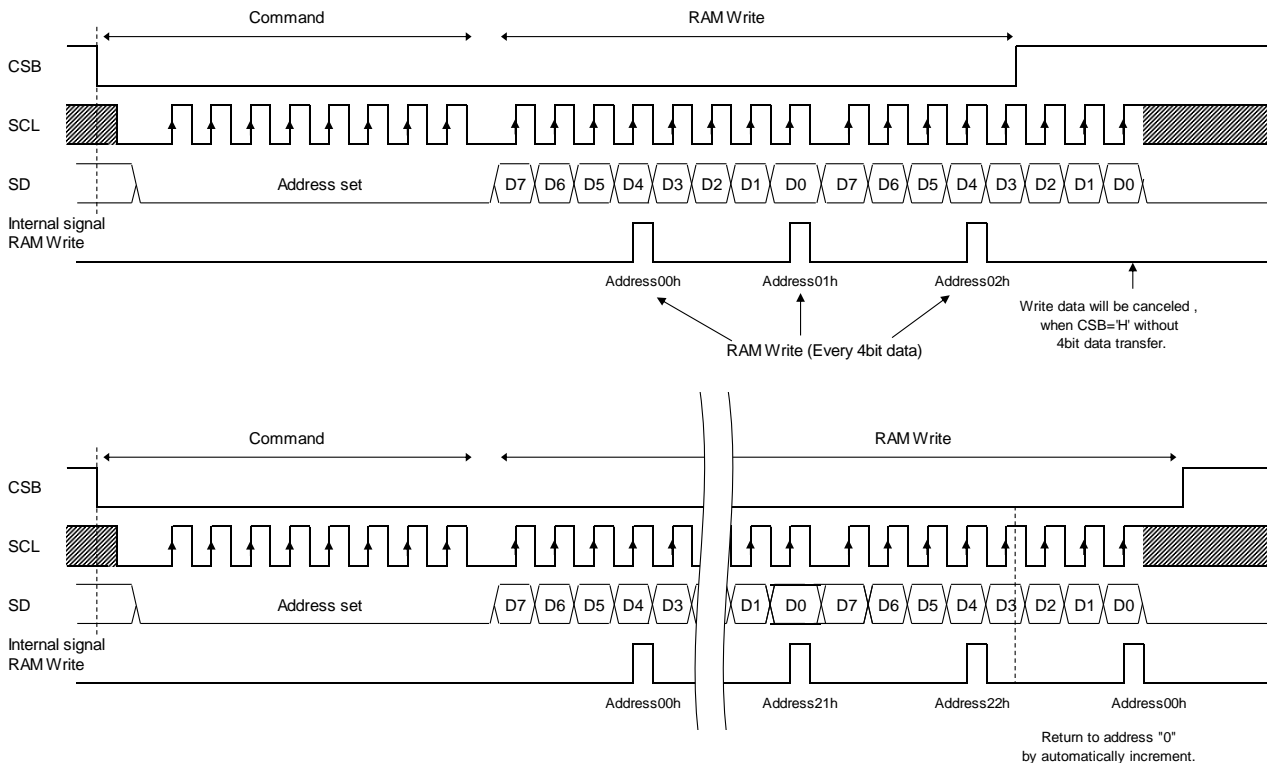 Command RAM Write
CSB
SCL
SD Address set D7 D6 D5 D4 D3 D2 D1 D0 D7 D6 D5 D4 D3 D2 D1 D0
Internal signal
RAM Write
Address00h Address01h Address02h
Write data will be canceled ,
when CSB='H' without
4bit data transfer.
RAM Write (Every 4bit data)
Command RAM Write
CSB
SCL
SD Address set D7 D6 D5 D4 D3 D1 D0 D7 D6 D5 D4 D3 D2 D1 D0
Internal signal
RAM Write
Address00h Address21h Address22h Address00h
Return to address "0"
by automatically increment.